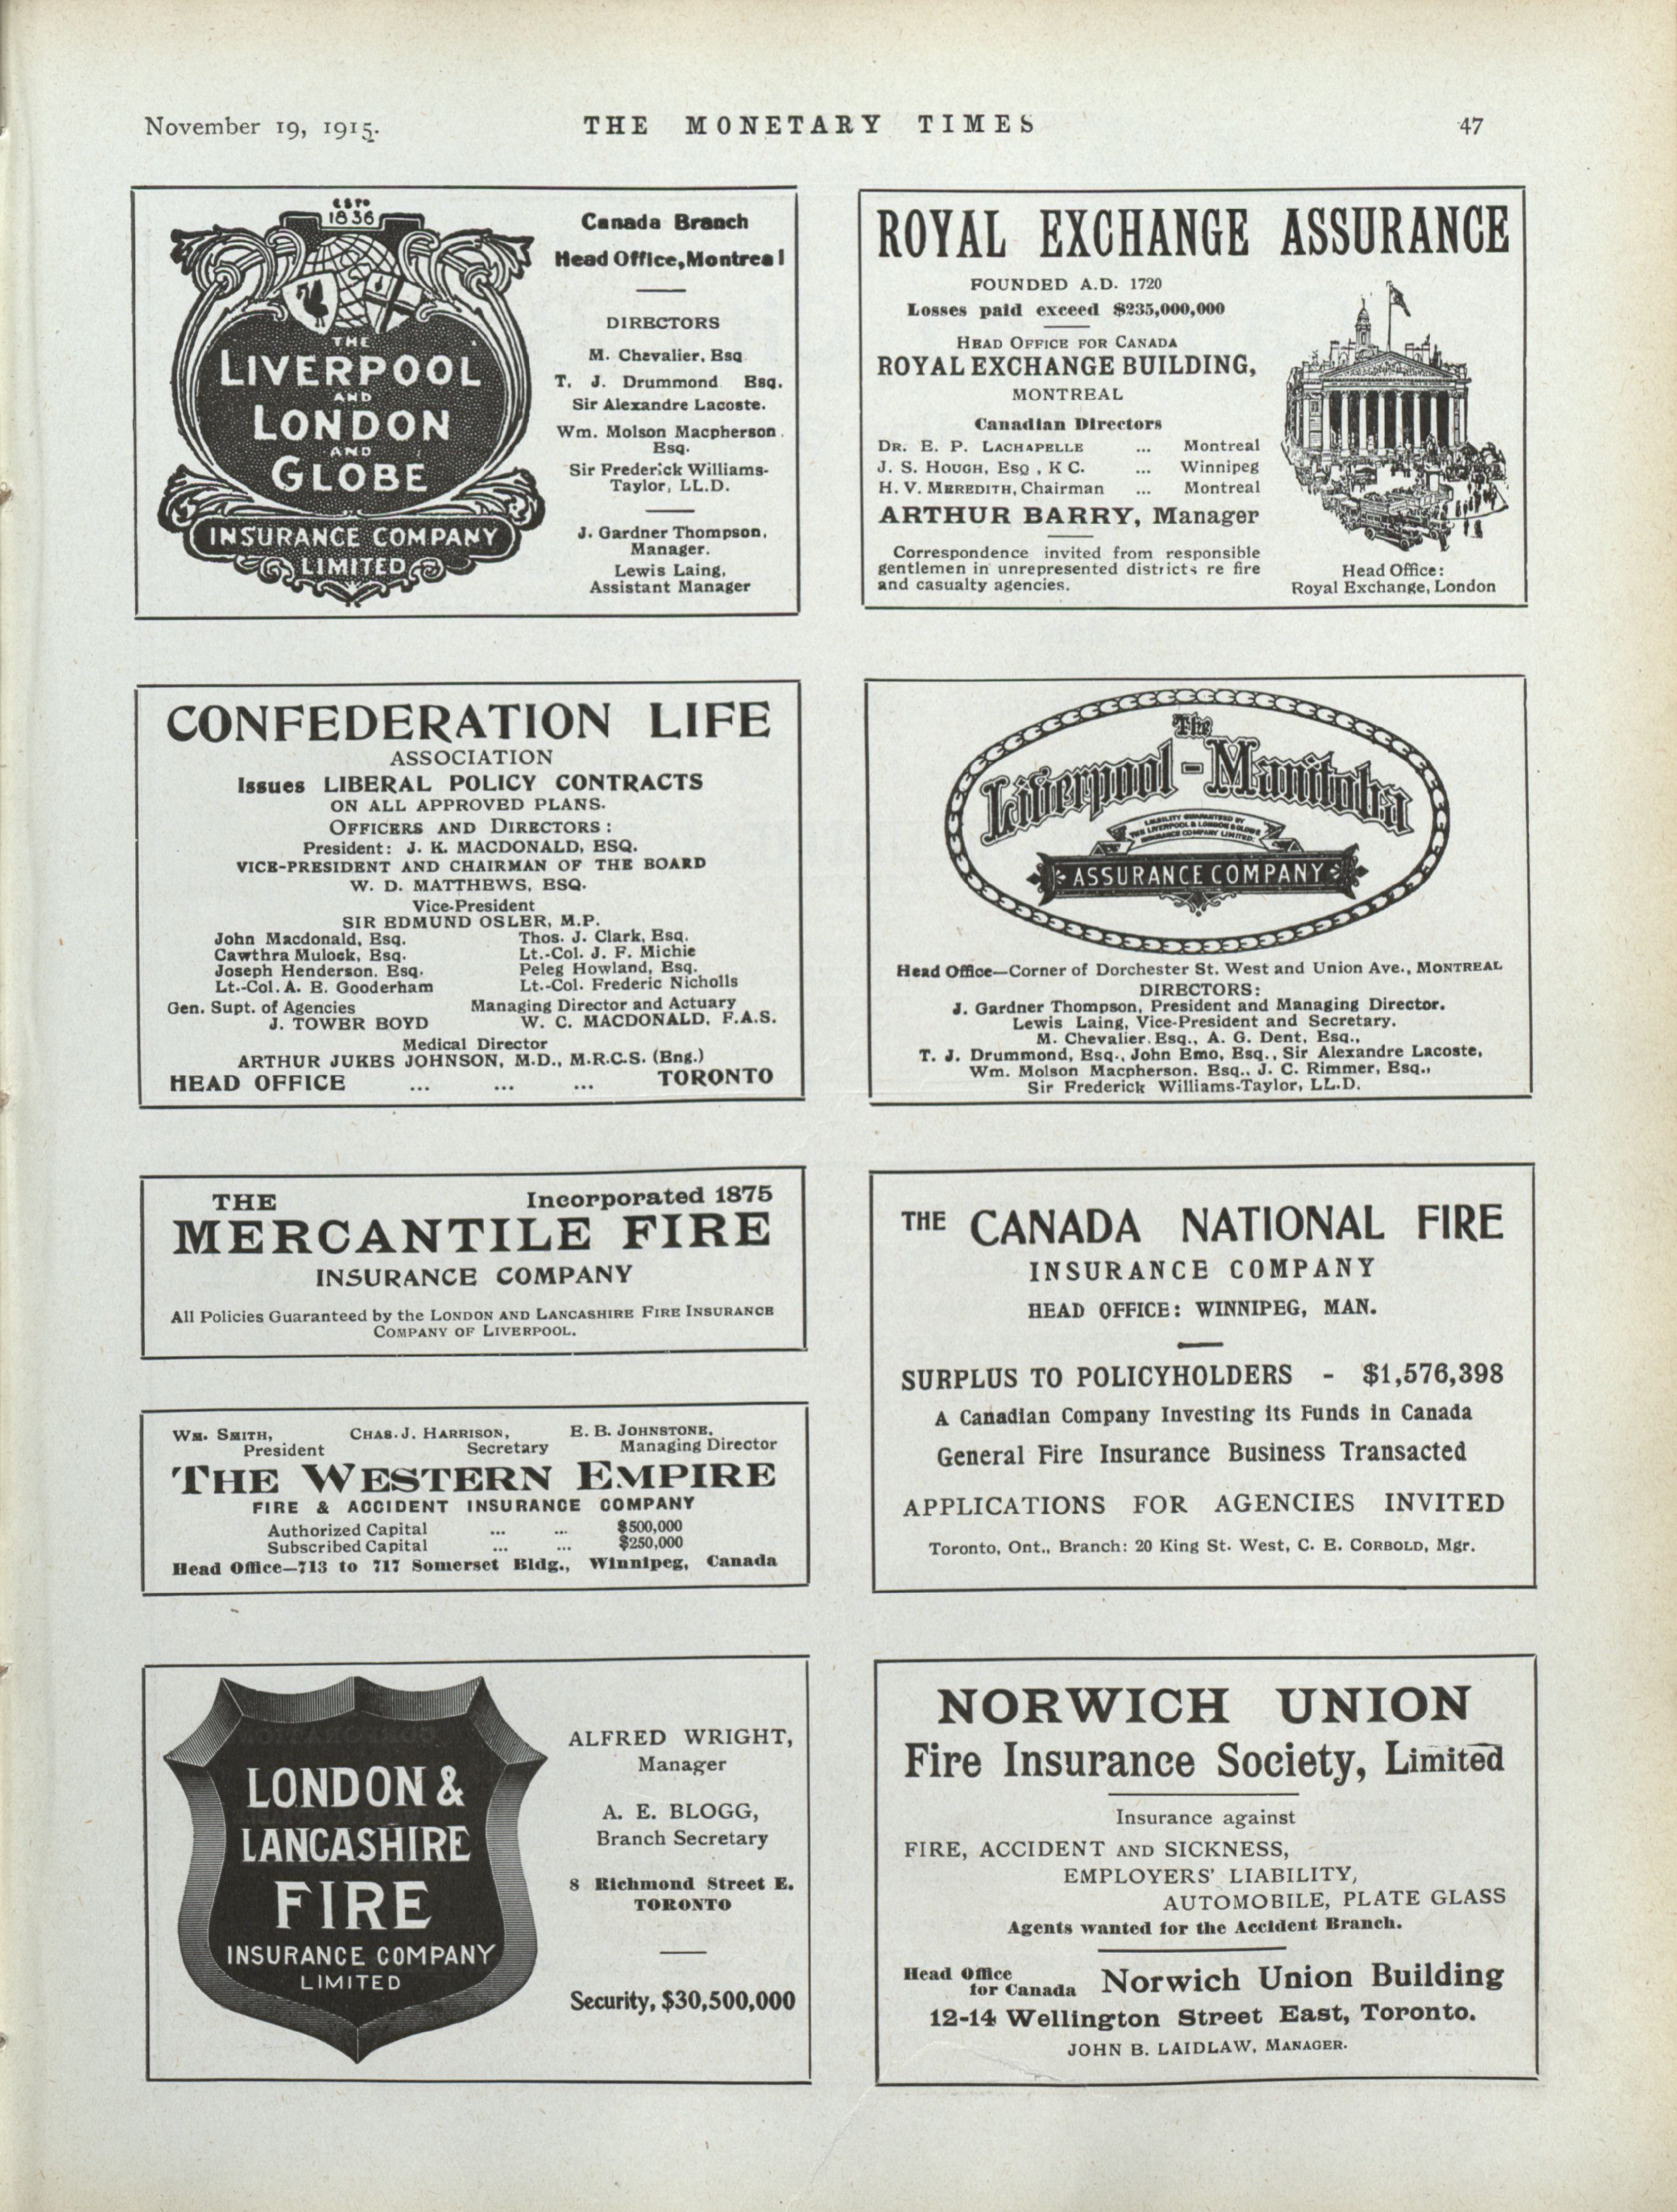 November 19, 1915.
THE MONETARY TIMES
47
ESTD
1836
THE
LIVERPOOL
AND
LONDON
AND
GLOBE
INSURANCE COMPANY
LIMITED
Canada Branch
Head Office, Montreal
DIRECTORS
M. Chevalier, Esq
T. J. Drummond Esq.
Sir Alexandre Lacoste.
Wm. Molson Macpherson.
Esq.
Sir Frederick Williams-
Taylor, LL.D.
J. Gardner Thompson,
Manager.
Lewis Laing,
Assistant Manager
ROYAL EXCHANGE ASSURANCE
FOUNDED A.D. 1720
Losses paid exceed $235,000,000
HEAD OFFICE FOR CANADA
ROYAL EXCHANGE BUILDING,
MONTREAL
Canadian Directors
DR. E. P. LACHAPELLE ... Montreal
J. S. HOUGH, ESQ , K C. ... Winnipeg
H. V. MEREDITH, Chairman ... Montreal
ARTHUR BARRY, Manager
Correspondence invited from responsible
gentlemen in unrepresented districts re fire
and casualty agencies.
Head Office:
Royal Exchange, London
CONFEDERATION LIFE
ASSOCIATION
Issues LIBERAL POLICY CONTRACTS
ON ALL APPROVED PLANS.
OFFICERS AND DIRECTORS :
President: J. K. MACDONALD, ESQ.
VICE-PRESIDENT AND CHAIRMAN OF THE BOARD
W. D. MATTHEWS, ESQ.
Vice-President
SIR EDMUND OSLER, M.P.
John Macdonald, Esq. Thos. J. Clark, Esq.
Cawthra Mulock, Esq. Lt.-Col. J. F. Michie
Joseph Henderson. Esq. Peleg Howland, Esq.
Lt.-Col. A. E. Gooderham Lt.-Col. Frederic Nicholls
Gen. Supt. of Agencies Managing Director and Actuary
J. TOWER BOYD W. C. MACDONALD, F.A.S.
Medical Director
ARTHUR JUKES JOHNSON, M.D., M.R.C.S. (Eng.)
HEAD OFFICE ... ... ... TORONTO
The
Liverpool-Manitoba
LIABILITY GUARANTEED BY
THE LIVERPOOL & LONDON & GLOBE
INSURANCE COMPANY LIMITED.
ASSURANCE COMPANY
Head Office—Corner of Dorchester St. West and Union Ave., MONTREAL
DIRECTORS:
J. Gardner Thompson, President and Managing Director.
Lewis Laing, Vice-President and Secretary.
M. Chevalier. Esq., A. G. Dent, Esq.,
T. J. Drummond, Esq., John Emo, Esq., Sir Alexandre Lacoste,
Wm. Molson Macpherson. Esq., J. C. Rimmer, Esq.,
Sir Frederick Williams-Taylor, LL.D.
THE Incorporated 1875
MERCANTILE FIRE
INSURANCE COMPANY
All Policies Guaranteed by the LONDON AND LANCASHIRE FIRE INSURANCE
COMPANY OF LIVERPOOL.
THE CANADA NATIONAL FIRE
INSURANCE COMPANY
HEAD OFFICE: WINNIPEG, MAN.
SURPLUS TO POLICYHOLDERS - $1,576,398
A Canadian Company Investing its Funds in Canada
General Fire Insurance Business Transacted
APPLICATIONS FOR AGENCIES INVITED
Toronto, Ont., Branch: 20 King St. West, C. E. CORBOLD, Mgr.
WM. SMITH, CHAS. J. HARRISON, E. B. JOHNSTONE,
President Secretary Managing Director
THE WESTERN EMPIRE
FIRE & ACCIDENT INSURANCE COMPANY
Authorized Capital ... ... $500,000
Subscribed Capital ... ... $250,000
Head Office—713 to 717 Somerset Bldg., Winnipeg, Canada
LONDON &
LANCASHIRE
FIRE
INSURANCE COMPANY
LIMITED
ALFRED WRIGHT,
Manager
A. E. BLOGG,
Branch Secretary
8 Richmond Street E.
TORONTO
Security, $30,500,000
NORWICH UNION
Fire Insurance Society, Limited
Insurance against
FIRE, ACCIDENT AND SICKNESS,
EMPLOYERS' LIABILITY,
AUTOMOBILE, PLATE GLASS
Agents wanted for the Accident Branch.
Head Office
for Canada Norwich Union Building
12-14 Wellington Street East, Toronto.
JOHN B. LAIDLAW, MANAGER.